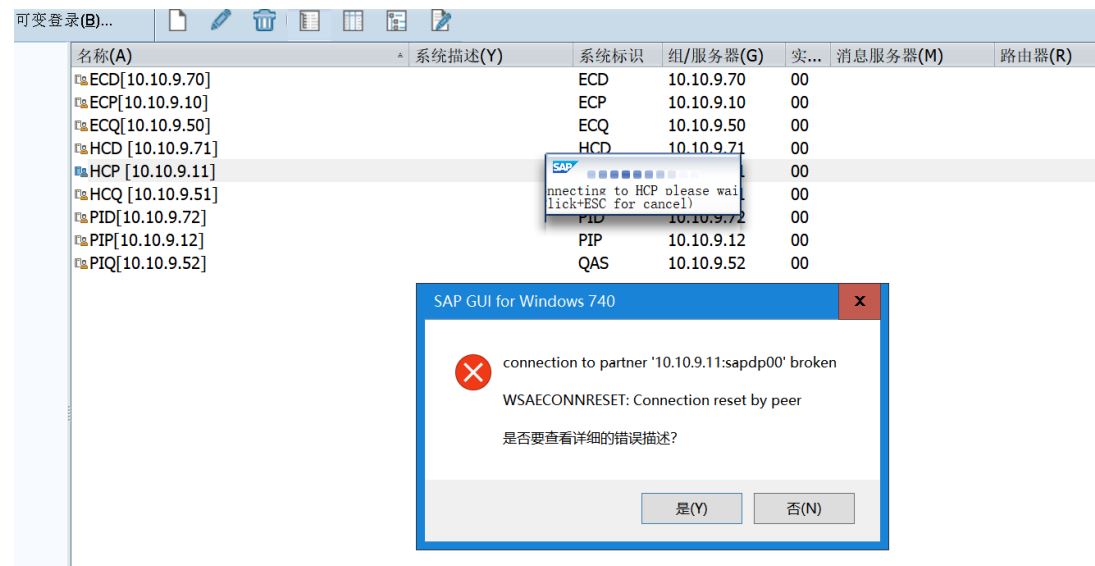 可变登录(B)...
名称(A) 系统描述(Y) 系统标识 组/服务器(G) 实... 消息服务器(M) 路由器(R)
ECD[10.10.9.70] ECD 10.10.9.70 00
ECP[10.10.9.10] ECP 10.10.9.10 00
ECQ[10.10.9.50] ECQ 10.10.9.50 00
HCD [10.10.9.71] HCD 10.10.9.71 00
HCP [10.10.9.11] 1 00
HCQ [10.10.9.51] 1 00
PID[10.10.9.72] PID 10.10.9.72 00
PIP[10.10.9.12] PIP 10.10.9.12 00
PIQ[10.10.9.52] QAS 10.10.9.52 00
SAP
nnecting to HCP please wai
lick+ESC for cancel)
SAP GUI for Windows 740
x
connection to partner '10.10.9.11:sapdp00' broken
WSAECONNRESET: Connection reset by peer
是否要查看详细的错误描述?
是(Y) 否(N)